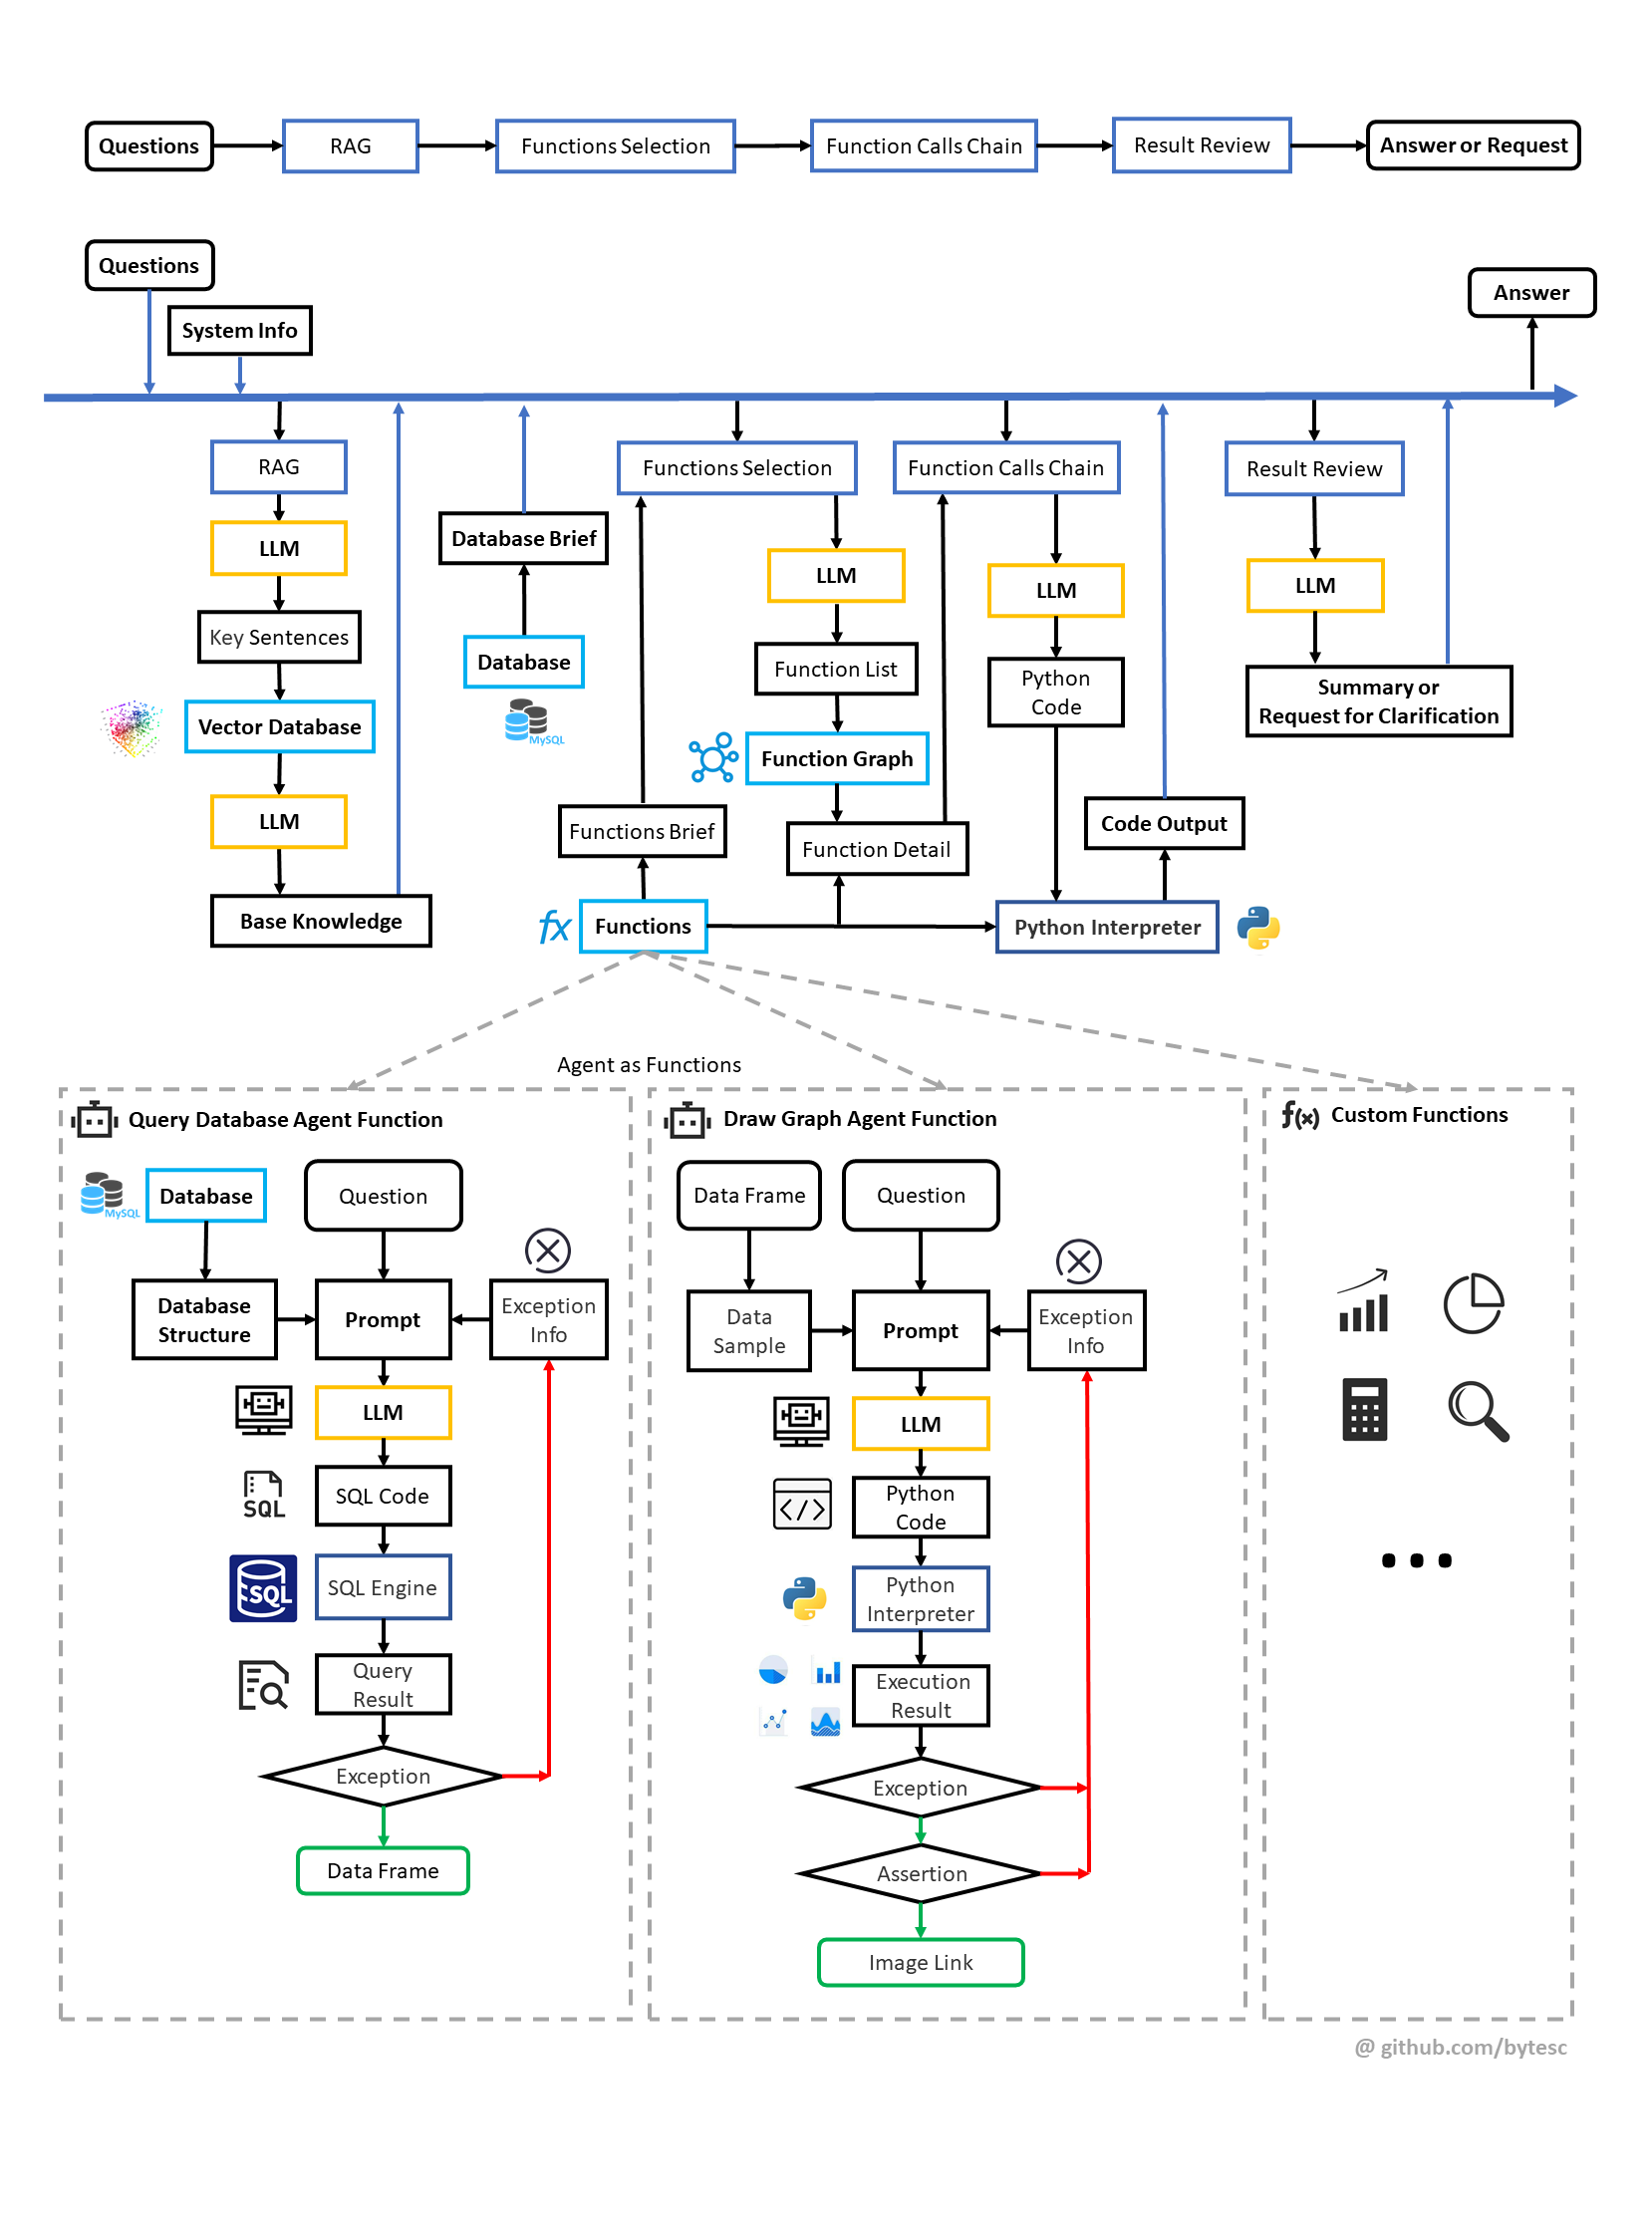 Questions
RAG
Functions Selection
Function Calls Chain
Result Review
Answer or Request
Questions
System Info
Answer
RAG
LLM
Key Sentences
Vector Database
LLM
Base Knowledge
Database Brief
Database
MySQL
Functions Selection
LLM
Function List
Function Graph
Function Detail
Functions Brief
fx
Functions
Function Calls Chain
LLM
Python
Code
Python Interpreter
Code Output
Result Review
LLM
Summary or
Request for Clarification
Agent as Functions
Query Database Agent Function
MySQL
Database
Question
Database
Structure
Prompt
Exception
Info
LLM
SQL
SQL Code
SQL
SQL Engine
Query
Result
Exception
Data Frame
Draw Graph Agent Function
Data Frame
Question
Data
Sample
Prompt
Exception
Info
LLM
</>
Python
Code
Python
Interpreter
Execution
Result
Exception
Assertion
Image Link
f(x)
Custom Functions
...
@ github.com/bytesc